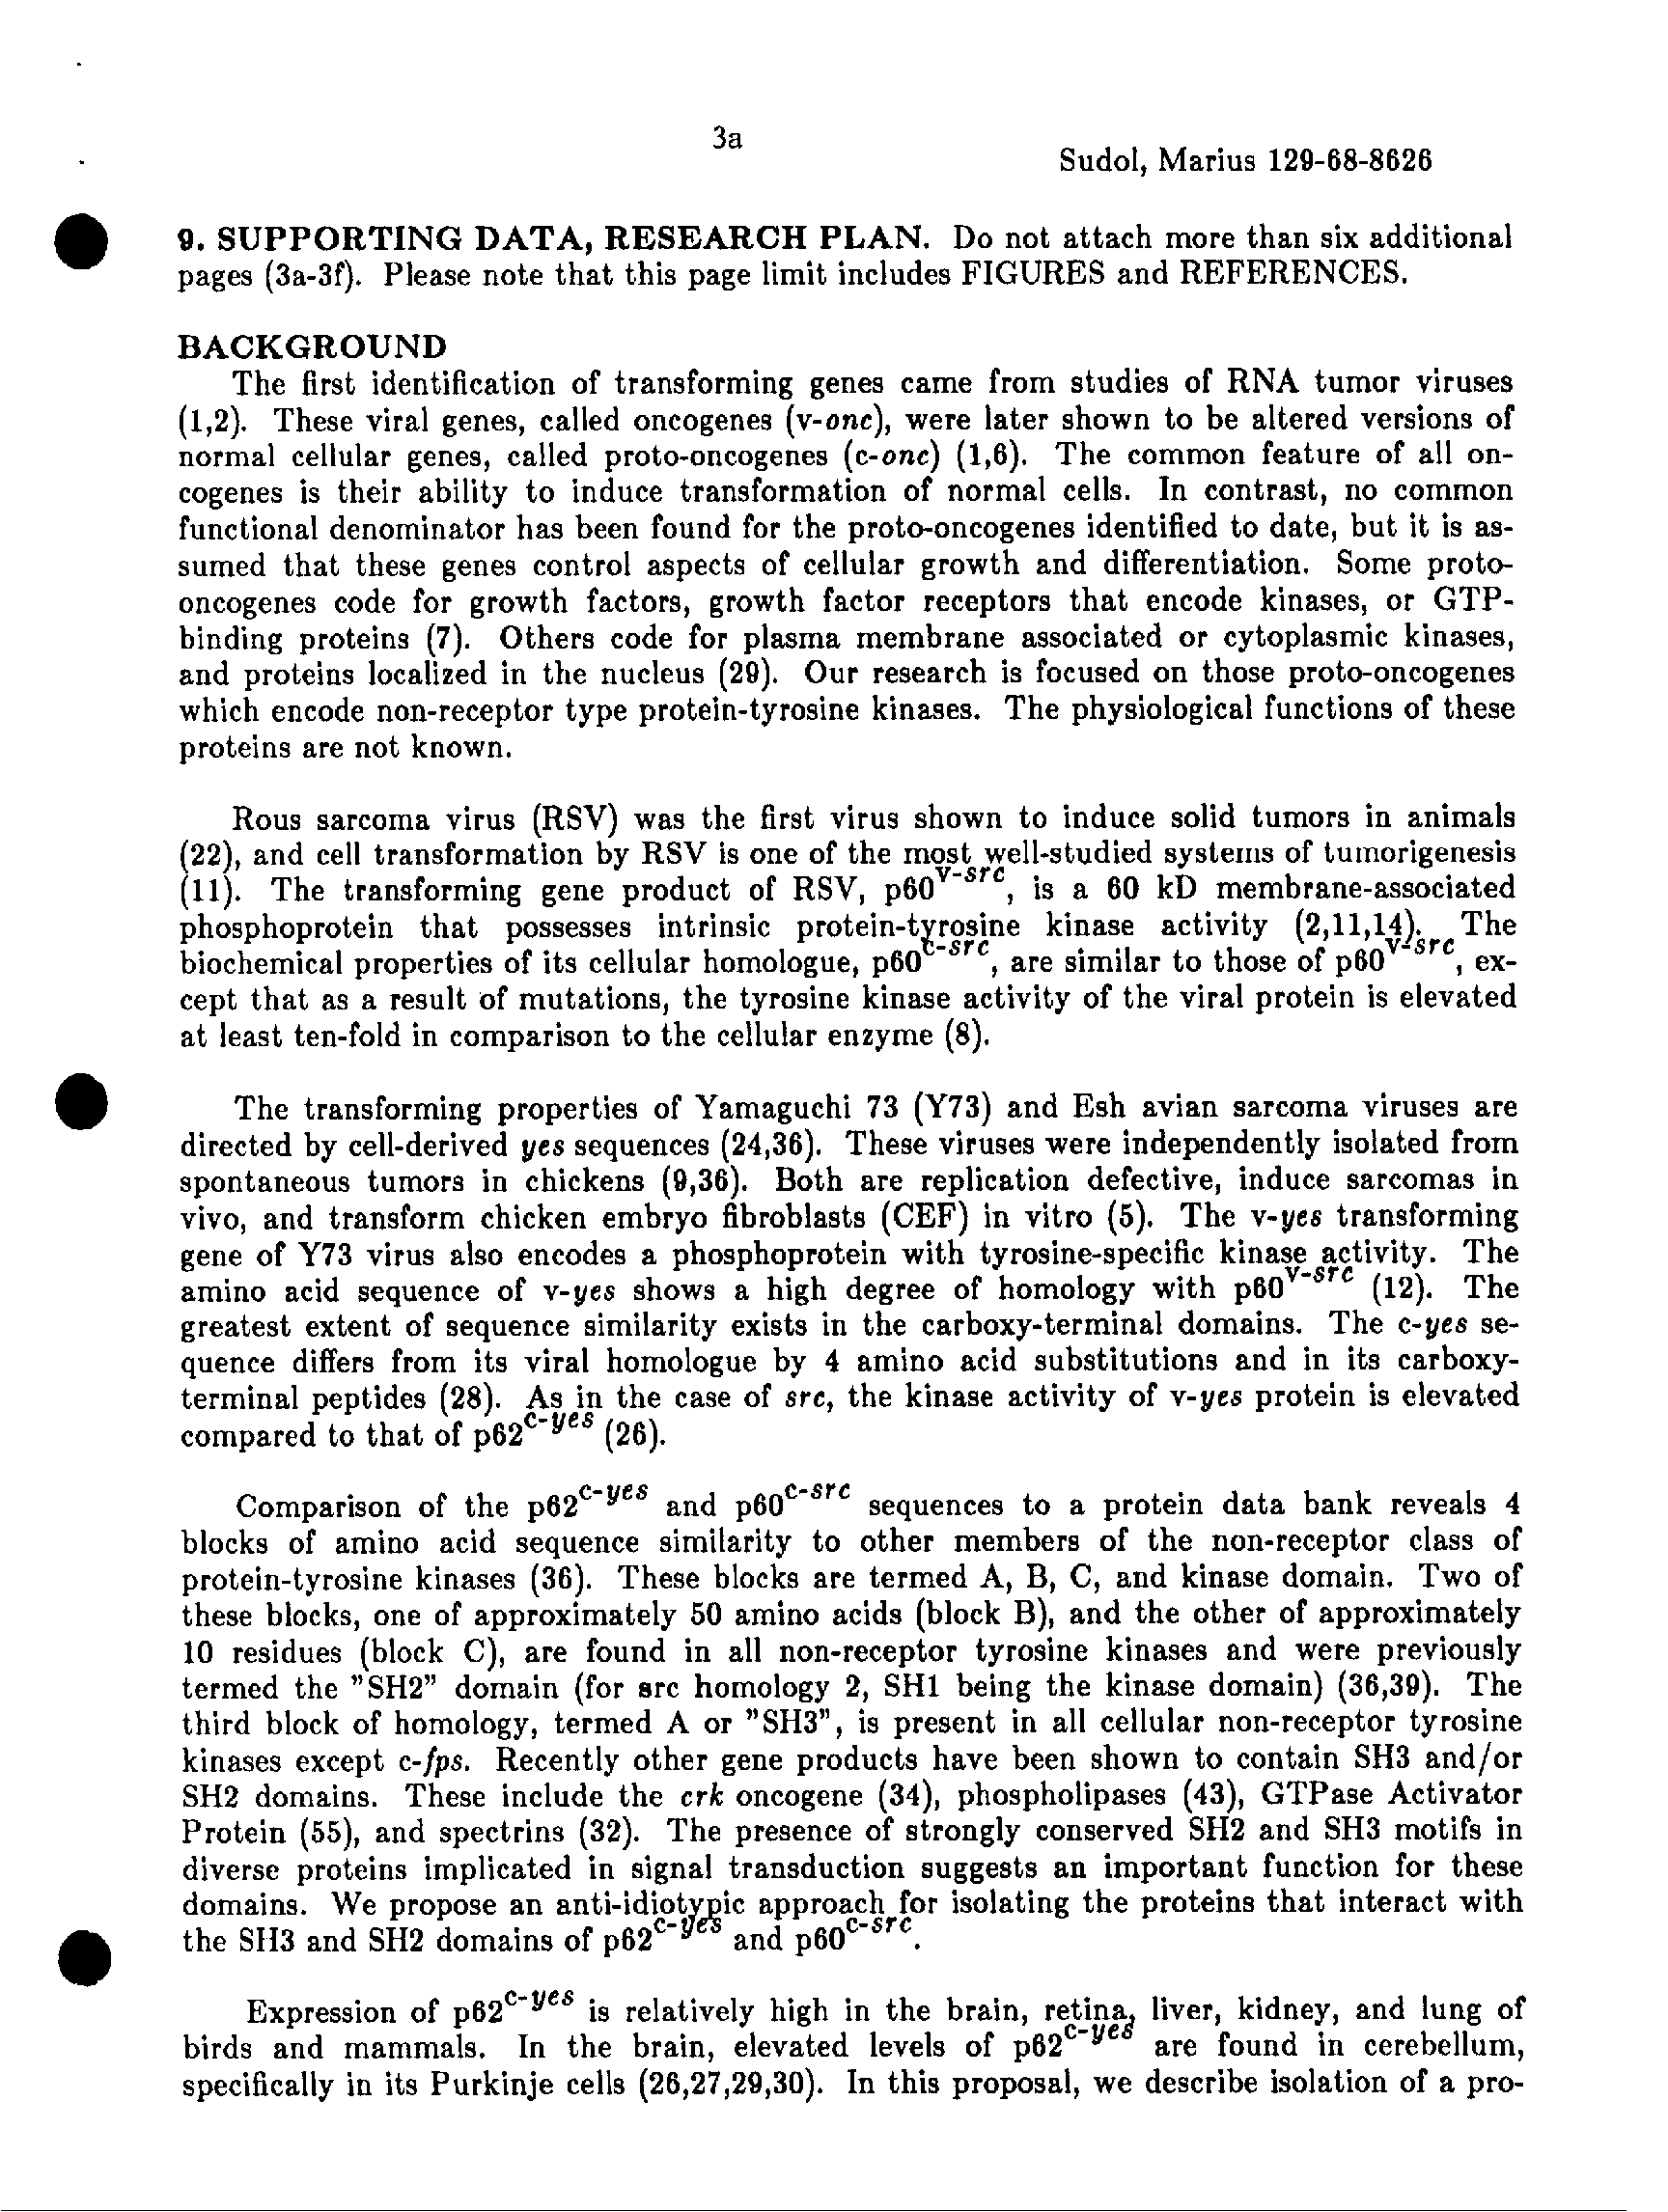 3a
Sudol, Marius 129-68-8626
9. SUPPORTING DATA, RESEARCH PLAN. Do not attach more than six additional
pages (3a-3f). Please note that this page limit includes FIGURES and REFERENCES.
BACKGROUND
The first identification of transforming genes came from studies of RNA tumor viruses
(1,2). These viral genes, called oncogenes (v-onc), were later shown to be altered versions of
normal cellular genes, called proto-oncogenes (c-onc) (1,6). The common feature of all on-
cogenes is their ability to induce transformation of normal cells. In contrast, no common
functional denominator has been found for the proto-oncogenes identified to date, but it is as-
sumed that these genes control aspects of cellular growth and differentiation. Some proto-
oncogenes code for growth factors, growth factor receptors that encode kinases, or GTP-
binding proteins (7). Others code for plasma membrane associated or cytoplasmic kinases,
and proteins localized in the nucleus (29). Our research is focused on those proto-oncogenes
which encode non-receptor type protein-tyrosine kinases. The physiological functions of these
proteins are not known.
Rous sarcoma virus (RSV) was the first virus shown to induce solid tumors in animals
(22), and cell transformation by RSV is one of the most well-studied systems of tumorigenesis
(11). The transforming gene product of RSV, p60v-src, is a 60 kD membrane-associated
phosphoprotein that possesses intrinsic protein-tyrosine kinase activity (2,11,14). The
biochemical properties of its cellular homologue, p60c-src, are similar to those of p60v-src, ex-
cept that as a result of mutations, the tyrosine kinase activity of the viral protein is elevated
at least ten-fold in comparison to the cellular enzyme (8).
The transforming properties of Yamaguchi 73 (Y73) and Esh avian sarcoma viruses are
directed by cell-derived yes sequences (24,36). These viruses were independently isolated from
spontaneous tumors in chickens (9,36). Both are replication defective, induce sarcomas in
vivo, and transform chicken embryo fibroblasts (CEF) in vitro (5). The v-yes transforming
gene of Y73 virus also encodes a phosphoprotein with tyrosine-specific kinase activity. The
amino acid sequence of v-yes shows a high degree of homology with p60v-src (12). The
greatest extent of sequence similarity exists in the carboxy-terminal domains. The c-yes se-
quence differs from its viral homologue by 4 amino acid substitutions and in its carboxy-
terminal peptides (28). As in the case of src, the kinase activity of v-yes protein is elevated
compared to that of p62c-yes (26).
Comparison of the p62c-yes and p60c-src sequences to a protein data bank reveals 4
blocks of amino acid sequence similarity to other members of the non-receptor class of
protein-tyrosine kinases (36). These blocks are termed A, B, C, and kinase domain. Two of
these blocks, one of approximately 50 amino acids (block B), and the other of approximately
10 residues (block C), are found in all non-receptor tyrosine kinases and were previously
termed the "SH2" domain (for src homology 2, SH1 being the kinase domain) (36,39). The
third block of homology, termed A or "SH3", is present in all cellular non-receptor tyrosine
kinases except c-fps. Recently other gene products have been shown to contain SH3 and/or
SH2 domains. These include the crk oncogene (34), phospholipases (43), GTPase Activator
Protein (55), and spectrins (32). The presence of strongly conserved SH2 and SH3 motifs in
diverse proteins implicated in signal transduction suggests an important function for these
domains. We propose an anti-idiotypic approach for isolating the proteins that interact with
the SH3 and SH2 domains of p62c-yes and p60c-src.
Expression of p62c-yes is relatively high in the brain, retina, liver, kidney, and lung of
birds and mammals. In the brain, elevated levels of p62c-yes are found in cerebellum,
specifically in its Purkinje cells (26,27,29,30). In this proposal, we describe isolation of a pro-